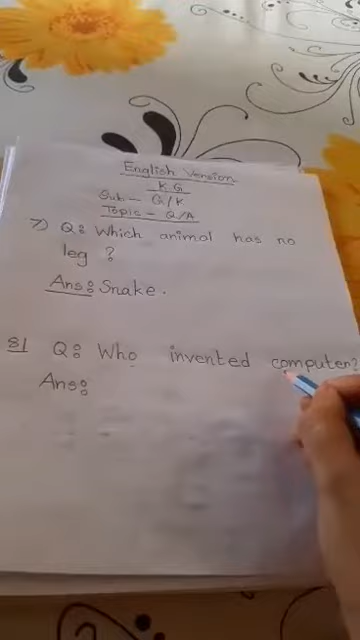 English Version
K.G
Sub- G/K
Topic - Q/A
7) Q: Which animal has no
leg ?
Ans: Snake.
8) Q: Who invented computer?
Ans: